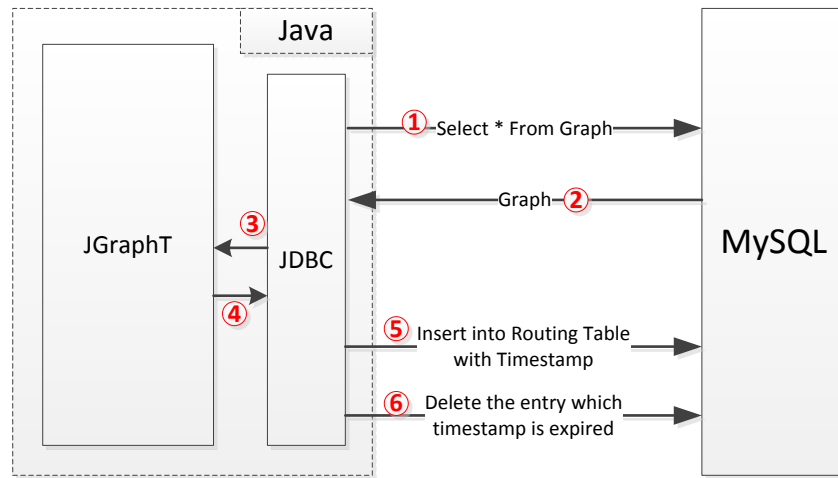 Java
① Select * From Graph
Graph ②
③
JGraphT
JDBC
MySQL
④
⑤ Insert into Routing Table
with Timestamp
⑥ Delete the entry which
timestamp is expired